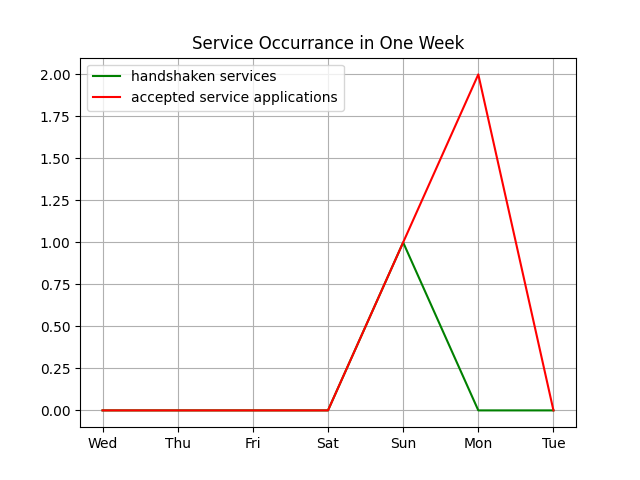 Service Occurrance in One Week
handshaken services
accepted service applications
2.00
1.75
1.50
1.25
1.00
0.75
0.50
0.25
0.00
Wed Thu Fri Sat Sun Mon Tue